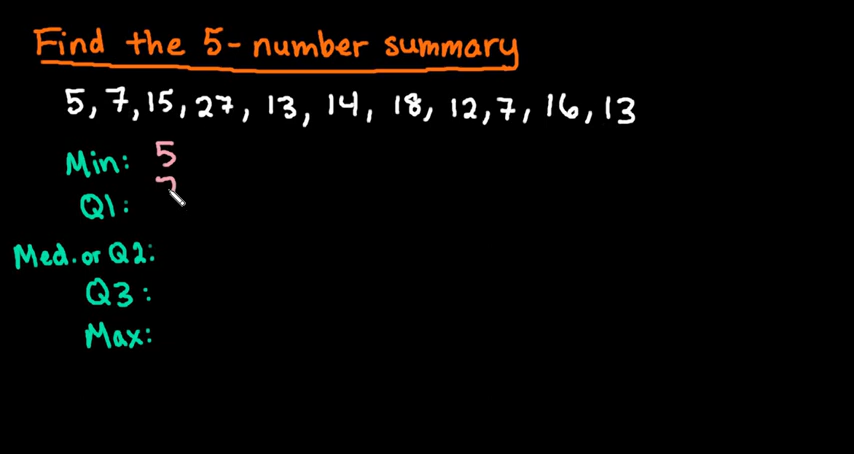 Find the 5-number summary
5, 7, 15, 27, 13, 14, 18, 12, 7, 16, 13
Min: 5
Q1:
Med. or Q2:
Q3:
Max: